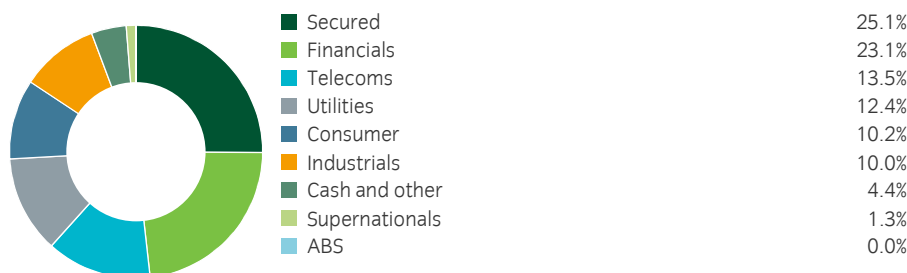 Secured 25.1%
Financials 23.1%
Telecoms 13.5%
Utilities 12.4%
Consumer 10.2%
Industrials 10.0%
Cash and other 4.4%
Supernationals 1.3%
ABS 0.0%